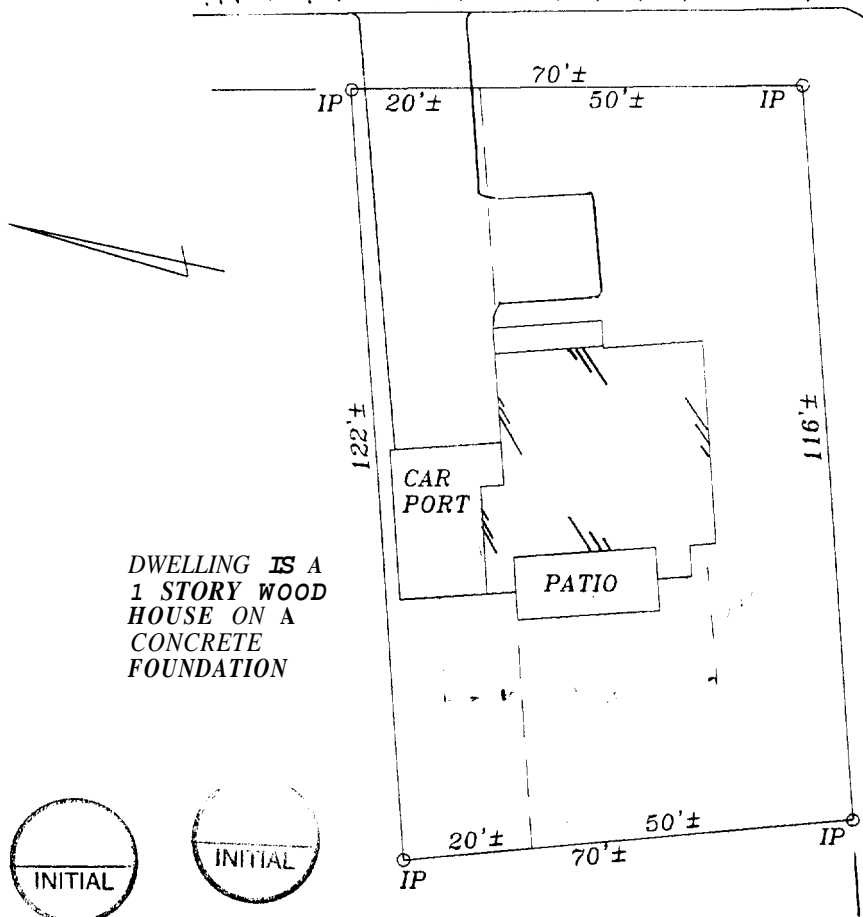 70'±
IP 20'± 50'± IP
122'±
116'±
CAR
PORT
PATIO
DWELLING IS A
1 STORY WOOD
HOUSE ON A
CONCRETE
FOUNDATION
20'± 50'±
IP 70'± IP
INITIAL
INITIAL